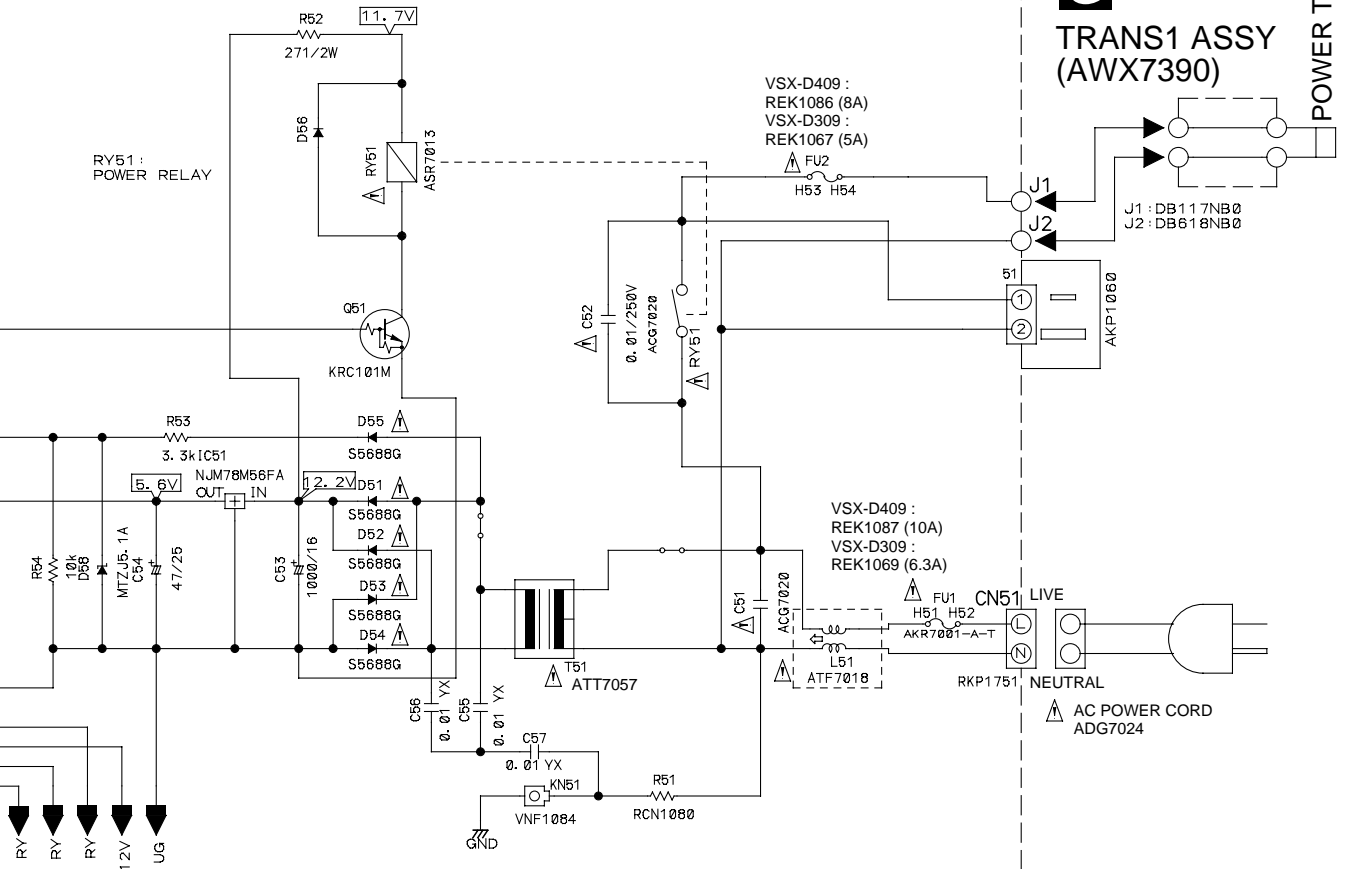 TRANS1 ASSY
(AWX7390)
POWER T
R52
271/2W
11.7V
D56
RY51
ASR7013
RY51 :
POWER RELAY
VSX-D409 :
REK1086 (8A)
VSX-D309 :
REK1067 (5A)
FU2
H53 H54
J1
J2
J1:DB117NB0
J2:DB618NB0
51
1
2
AKP1060
Q51
KRC101M
C52
0.01/250V
ACG7020
RY51
R53
3.3k
IC51
NJM78M56FA
OUT
+
IN
5.6V
12.2V
D55
S5688G
D51
S5688G
D52
S5688G
D53
S5688G
D54
S5688G
R54
10k
D58
MTZJ5.1A
C54
47/25
C53
1000/16
T51
ATT7057
C51
ACG7020
VSX-D409 :
REK1087 (10A)
VSX-D309 :
REK1069 (6.3A)
FU1
H51 H52
AKR7001-A-T
CN51
LIVE
L
N
L51
ATF7018
RKP1751
NEUTRAL
AC POWER CORD
ADG7024
C56
0.01 YX
C55
0.01 YX
C57
0.01 YX
KN51
VNF1084
R51
RCN1080
GND
RY
RY
RY
12V
UG